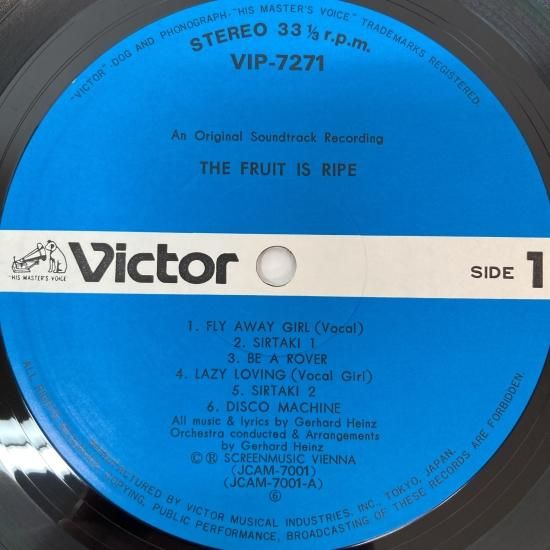 "VICTOR"-DOG AND PHONOGRAPH-"HIS MASTER'S VOICE" TRADEMARKS REGISTERED.
STEREO 33 ⅓ r.p.m.
VIP-7271
An Original Soundtrack Recording
THE FRUIT IS RIPE
"HIS MASTER'S VOICE"
Victor
SIDE 1
1. FLY AWAY GIRL (Vocal)
2. SIRTAKI 1
3. BE A ROVER
4. LAZY LOVING (Vocal Girl)
5. SIRTAKI 2
6. DISCO MACHINE
All music & lyrics by Gerhard Heinz
Orchestra conducted & Arrangements
by Gerhard Heinz
© Ⓡ SCREENMUSIC VIENNA
(JCAM-7001)
(JCAM-7001-A)
⑥
MANUFACTURED BY VICTOR MUSICAL INDUSTRIES, INC. TOKYO, JAPAN.
COPYING, PUBLIC PERFORMANCE, BROADCASTING OF THESE RECORDS ARE FORBIDDEN.